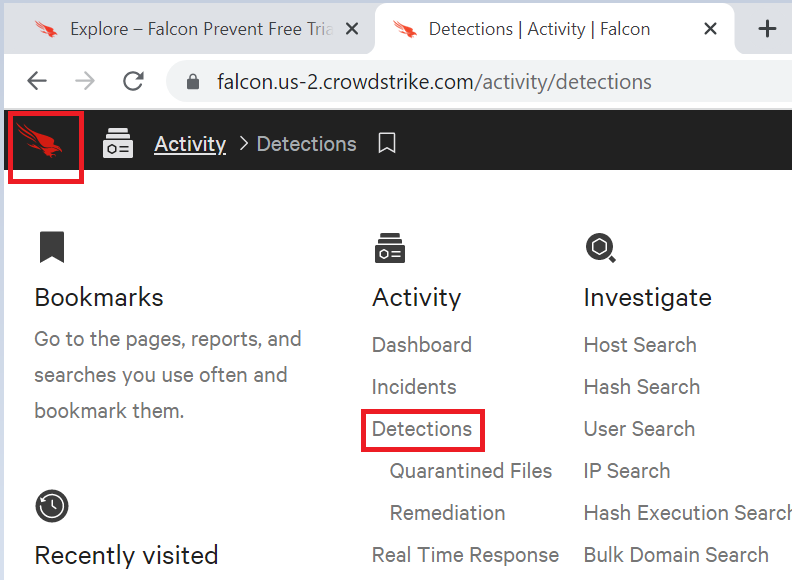 Explore – Falcon Prevent Free Tria
Detections | Activity | Falcon
falcon.us-2.crowdstrike.com/activity/detections
Activity > Detections
Bookmarks
Go to the pages, reports, and
searches you use often and
bookmark them.
Recently visited
Activity
Dashboard
Incidents
Detections
Quarantined Files
Remediation
Real Time Response
Investigate
Host Search
Hash Search
User Search
IP Search
Hash Execution Search
Bulk Domain Search